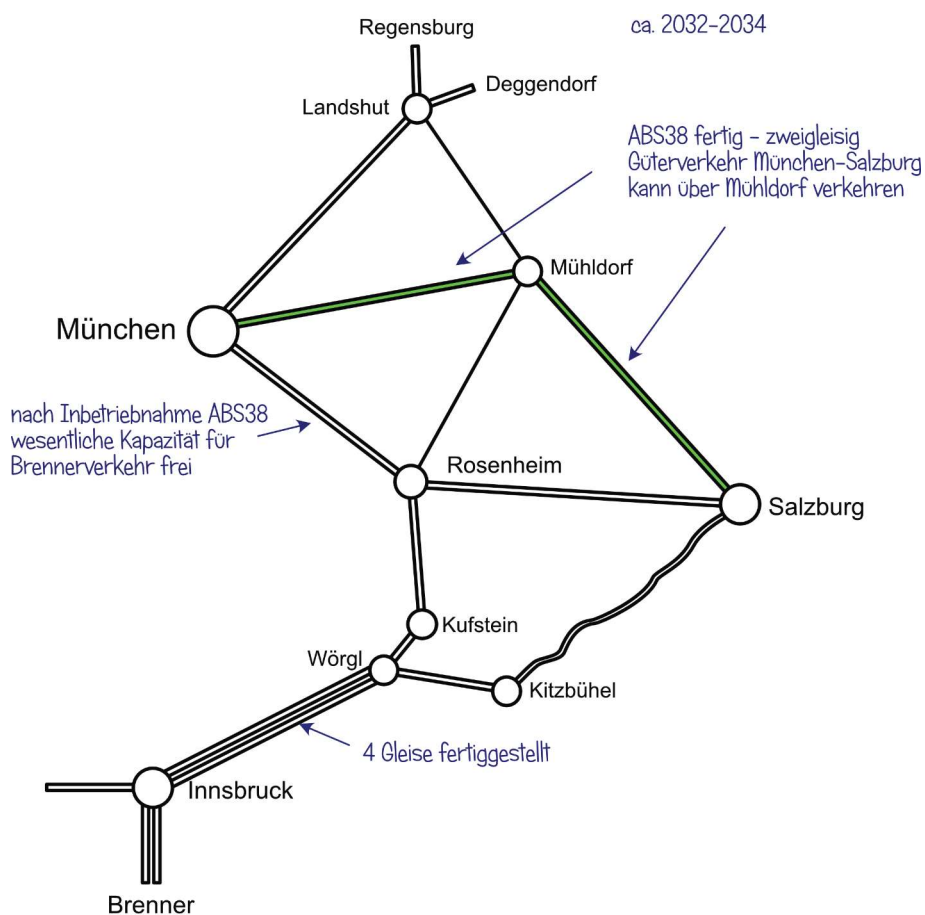 Regensburg
ca. 2032–2034
Deggendorf
Landshut
ABS38 fertig – zweigleisig
Güterverkehr München-Salzburg
kann über Mühldorf verkehren
Mühldorf
München
nach Inbetriebnahme ABS38
wesentliche Kapazität für
Brennerverkehr frei
Rosenheim
Salzburg
Kufstein
Wörgl
Kitzbühel
4 Gleise fertiggestellt
Innsbruck
Brenner